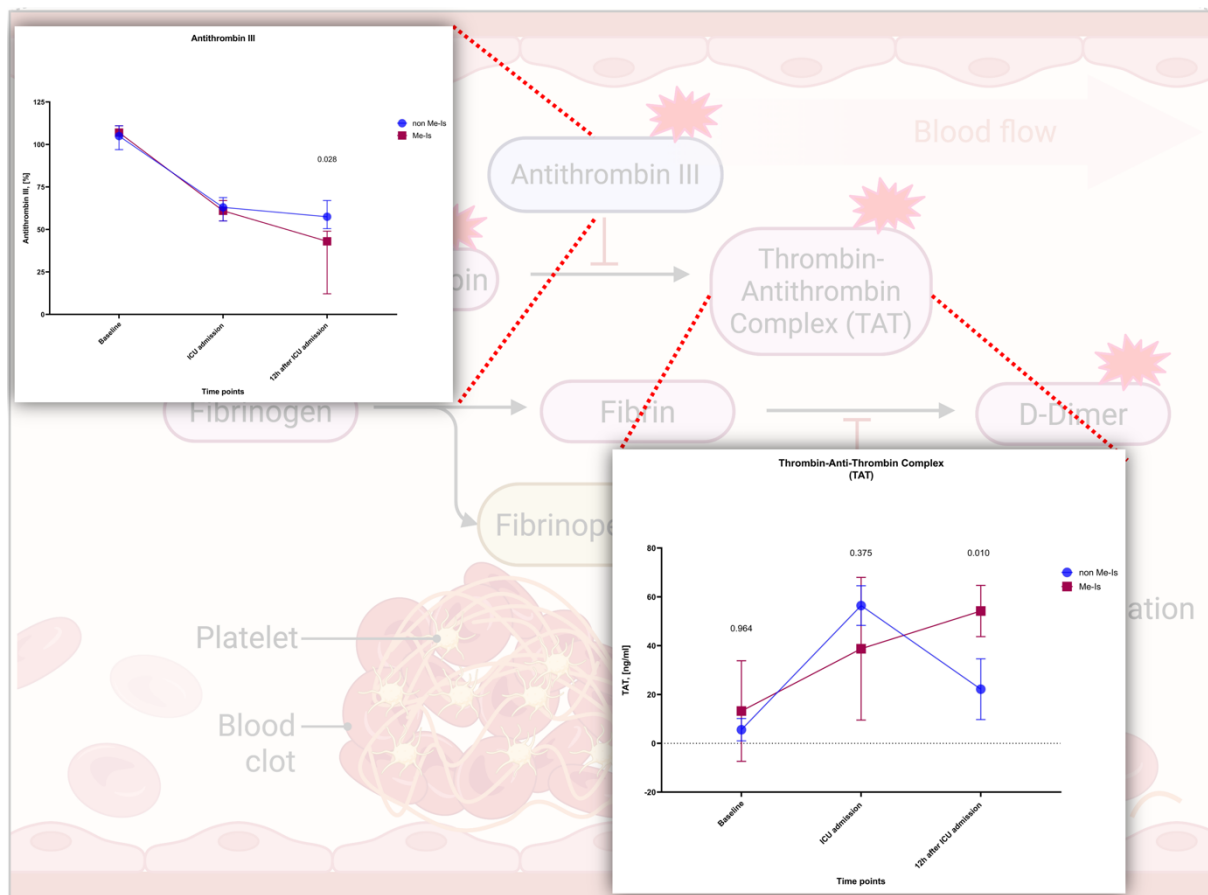 Antithrombin III
125
100
75
50
25
0
Antithrombin III, [%]
0.028
non Me-Is
Me-Is
Baseline
ICU admission
12h after ICU admission
Time points
Blood flow
Antithrombin III
bin
Thrombin-
Antithrombin
Complex (TAT)
Fibrinogen
Fibrin
D-Dimer
Fibrinope
Platelet
Blood
clot
ation
Thrombin-Anti-Thrombin Complex
(TAT)
80
60
40
20
0
-20
TAT, [ng/ml]
0.964
0.375
0.010
non Me-Is
Me-Is
Baseline
ICU admission
12h after ICU admission
Time points